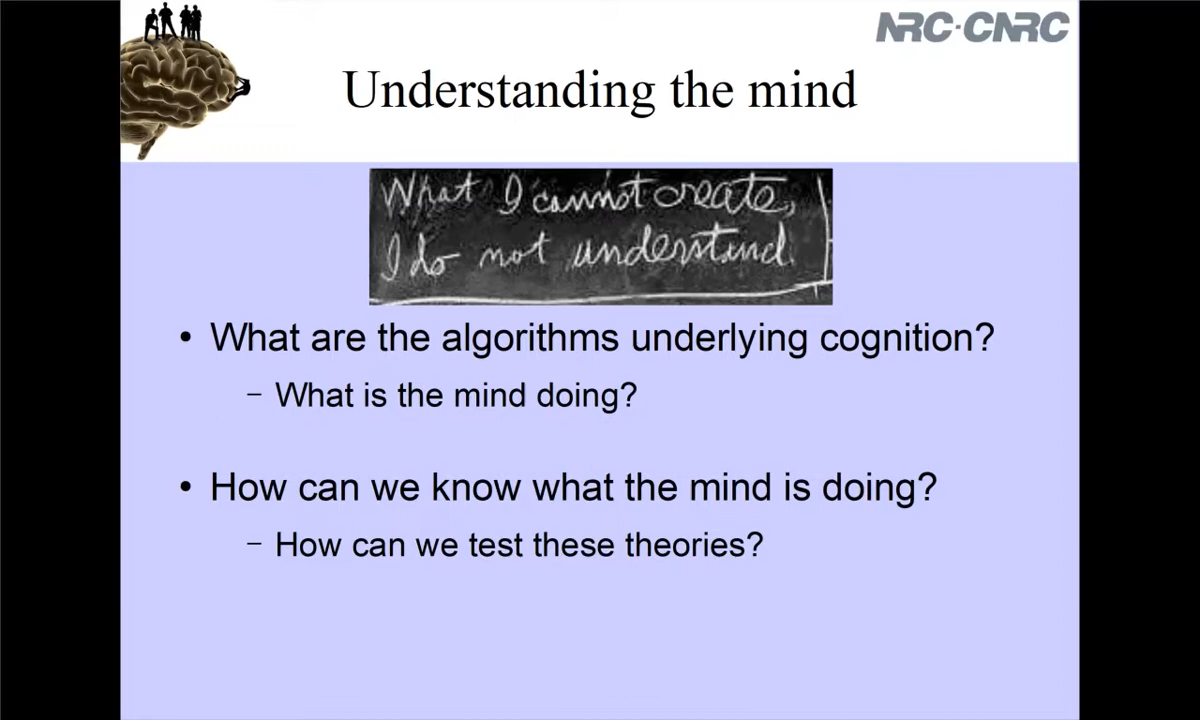 NRC·CNRC
Understanding the mind
What I cannot create,
I do not understand.
• What are the algorithms underlying cognition?
– What is the mind doing?
• How can we know what the mind is doing?
– How can we test these theories?